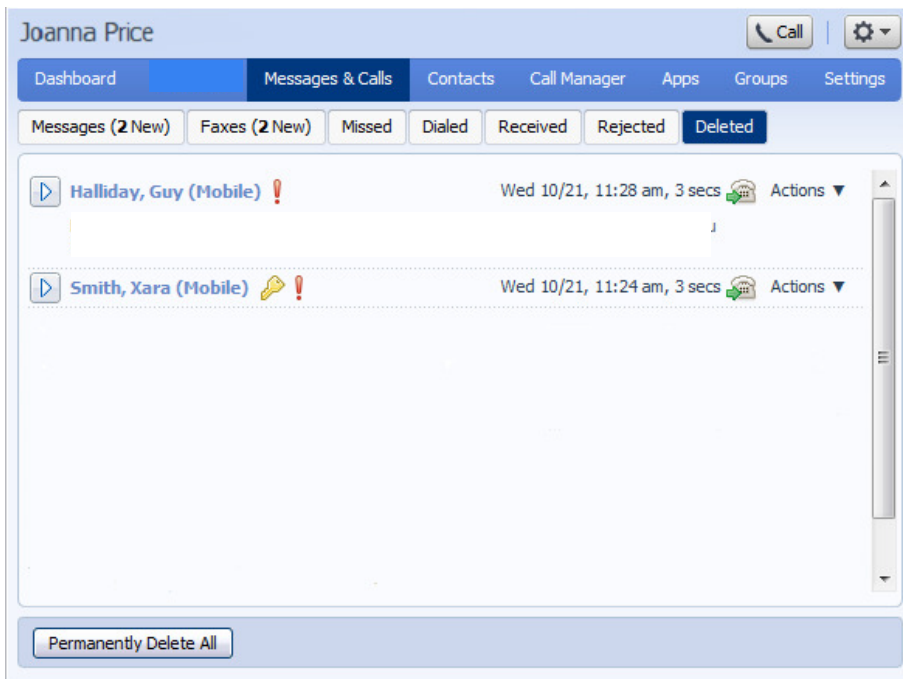 Joanna Price Call
Dashboard Messages & Calls Contacts Call Manager Apps Groups Settings
Messages (2 New) Faxes (2 New) Missed Dialed Received Rejected Deleted
Halliday, Guy (Mobile) Wed 10/21, 11:28 am, 3 secs Actions
Smith, Xara (Mobile) Wed 10/21, 11:24 am, 3 secs Actions
Permanently Delete All